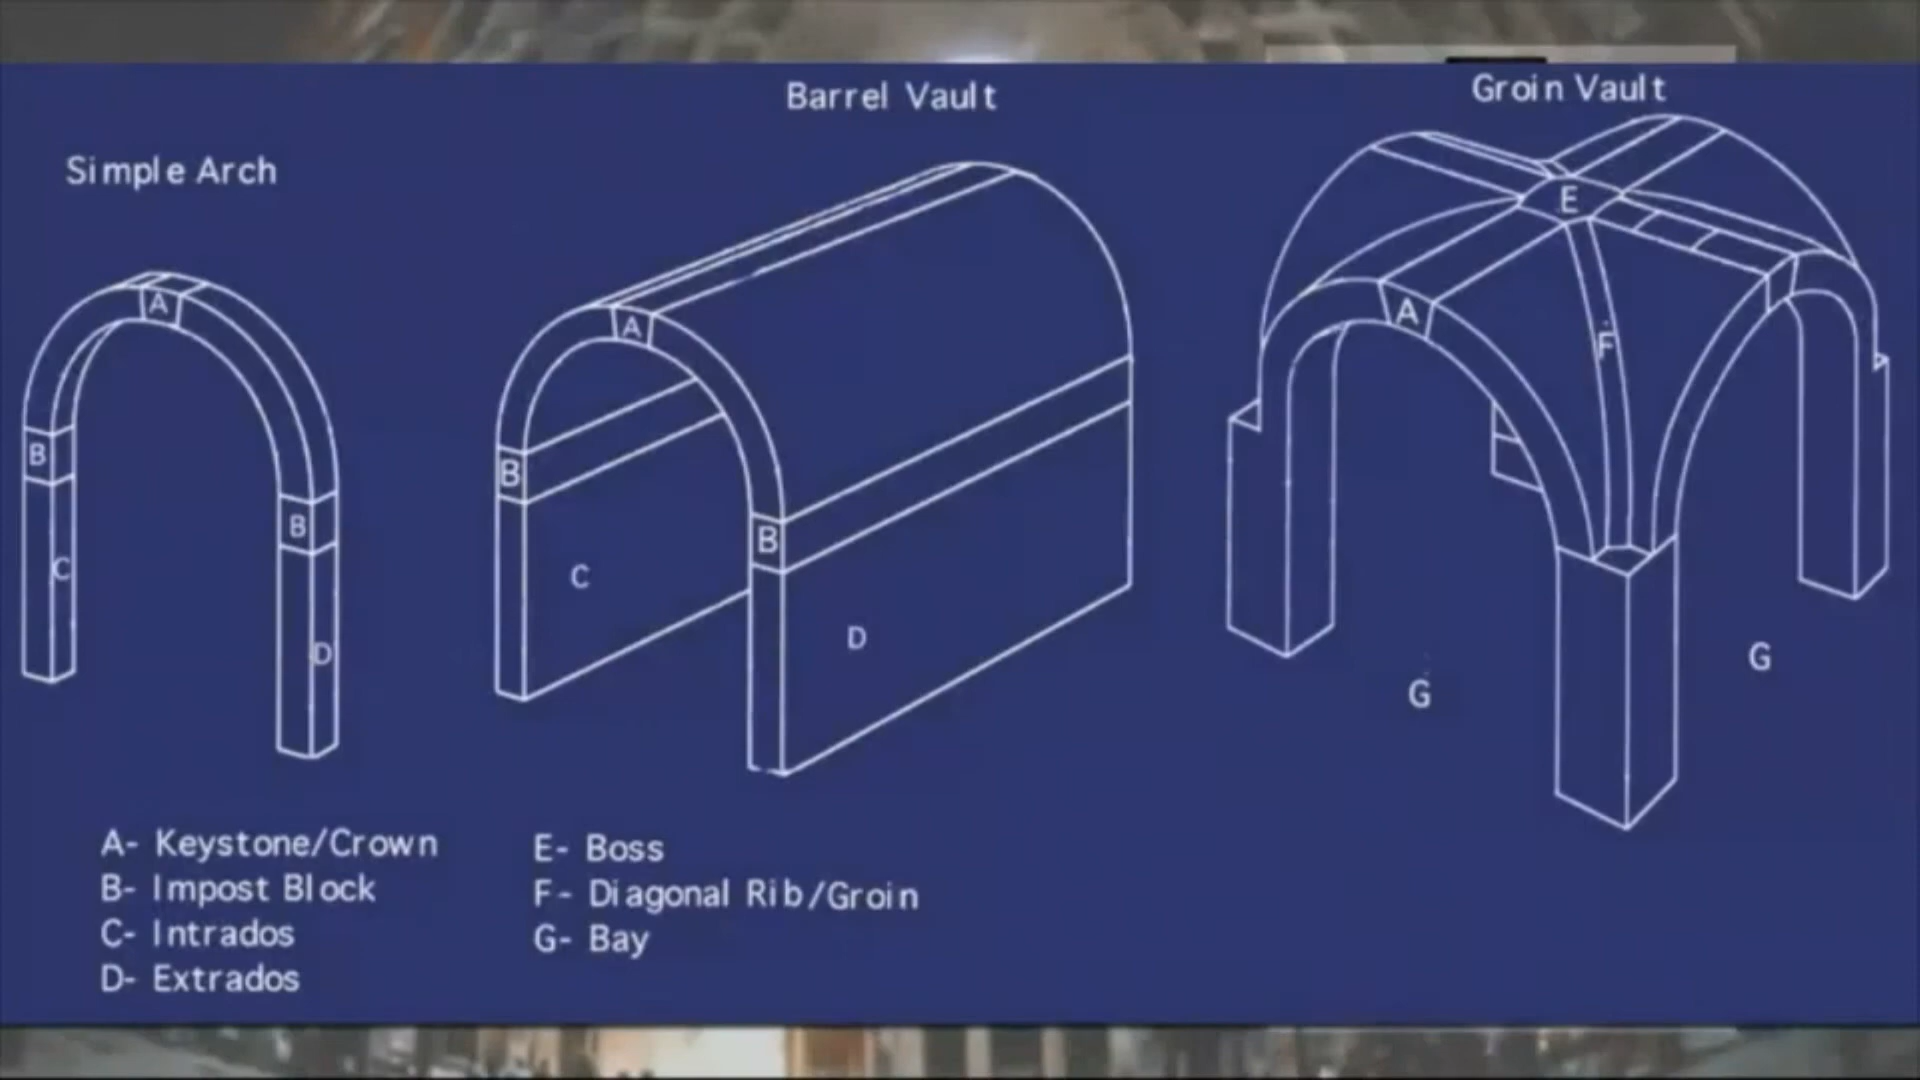 Barrel Vault
Groin Vault
Simple Arch
A
B
B
C
D
A
B
B
C
D
E
A
F
G
G
A- Keystone/Crown
B- Impost Block
C- Intrados
D- Extrados
E- Boss
F- Diagonal Rib/Groin
G- Bay